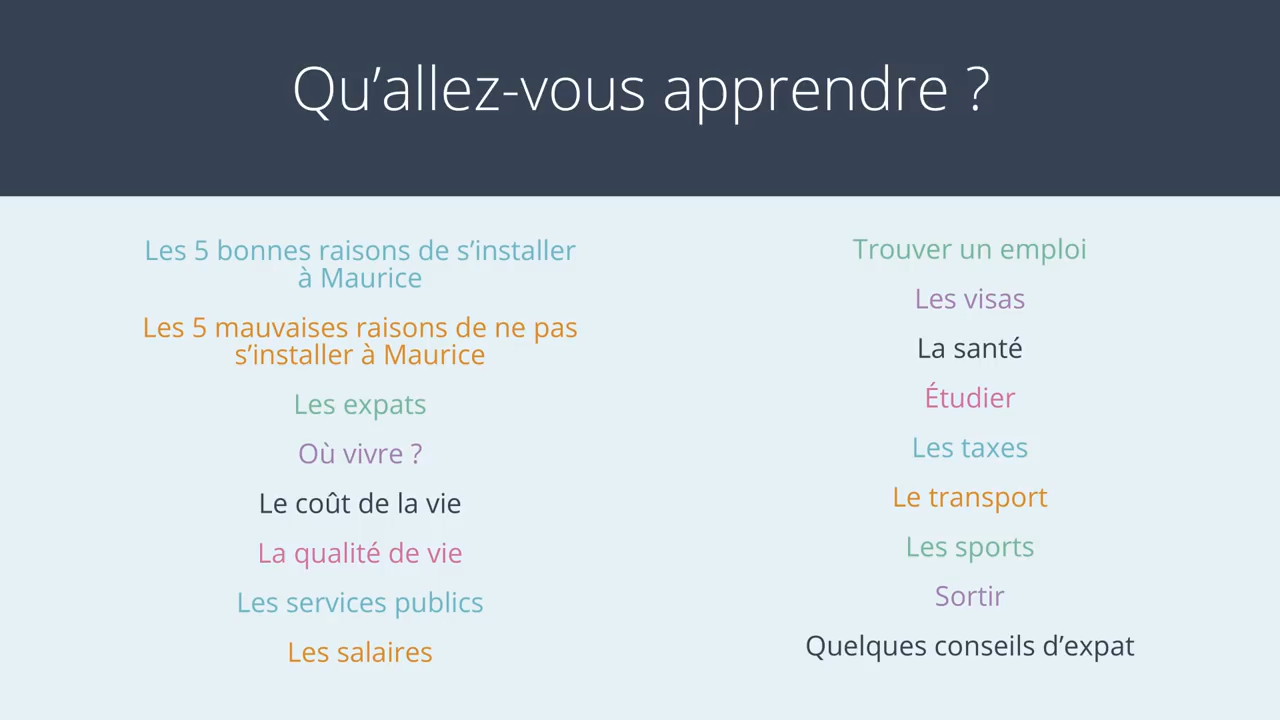 Qu’allez-vous apprendre ?
Les 5 bonnes raisons de s’installer
à Maurice
Les 5 mauvaises raisons de ne pas
s’installer à Maurice
Les expats
Où vivre ?
Le coût de la vie
La qualité de vie
Les services publics
Les salaires
Trouver un emploi
Les visas
La santé
Étudier
Les taxes
Le transport
Les sports
Sortir
Quelques conseils d’expat